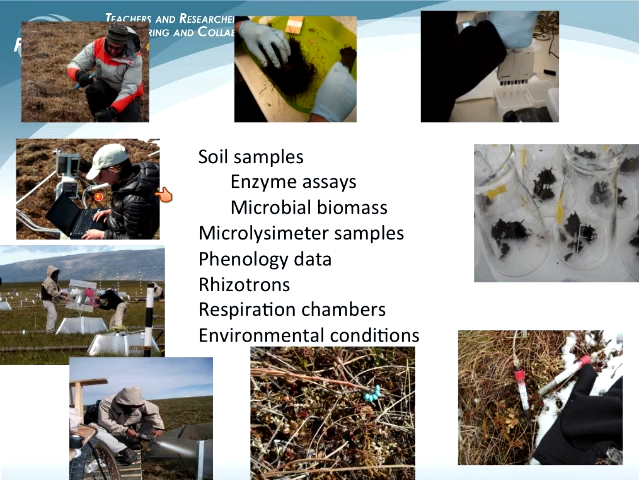 TEACHERS AND RESEARCHE
RING AND COLLA
Soil samples
Enzyme assays
Microbial biomass
Microlysimeter samples
Phenology data
Rhizotrons
Respiration chambers
Environmental conditions